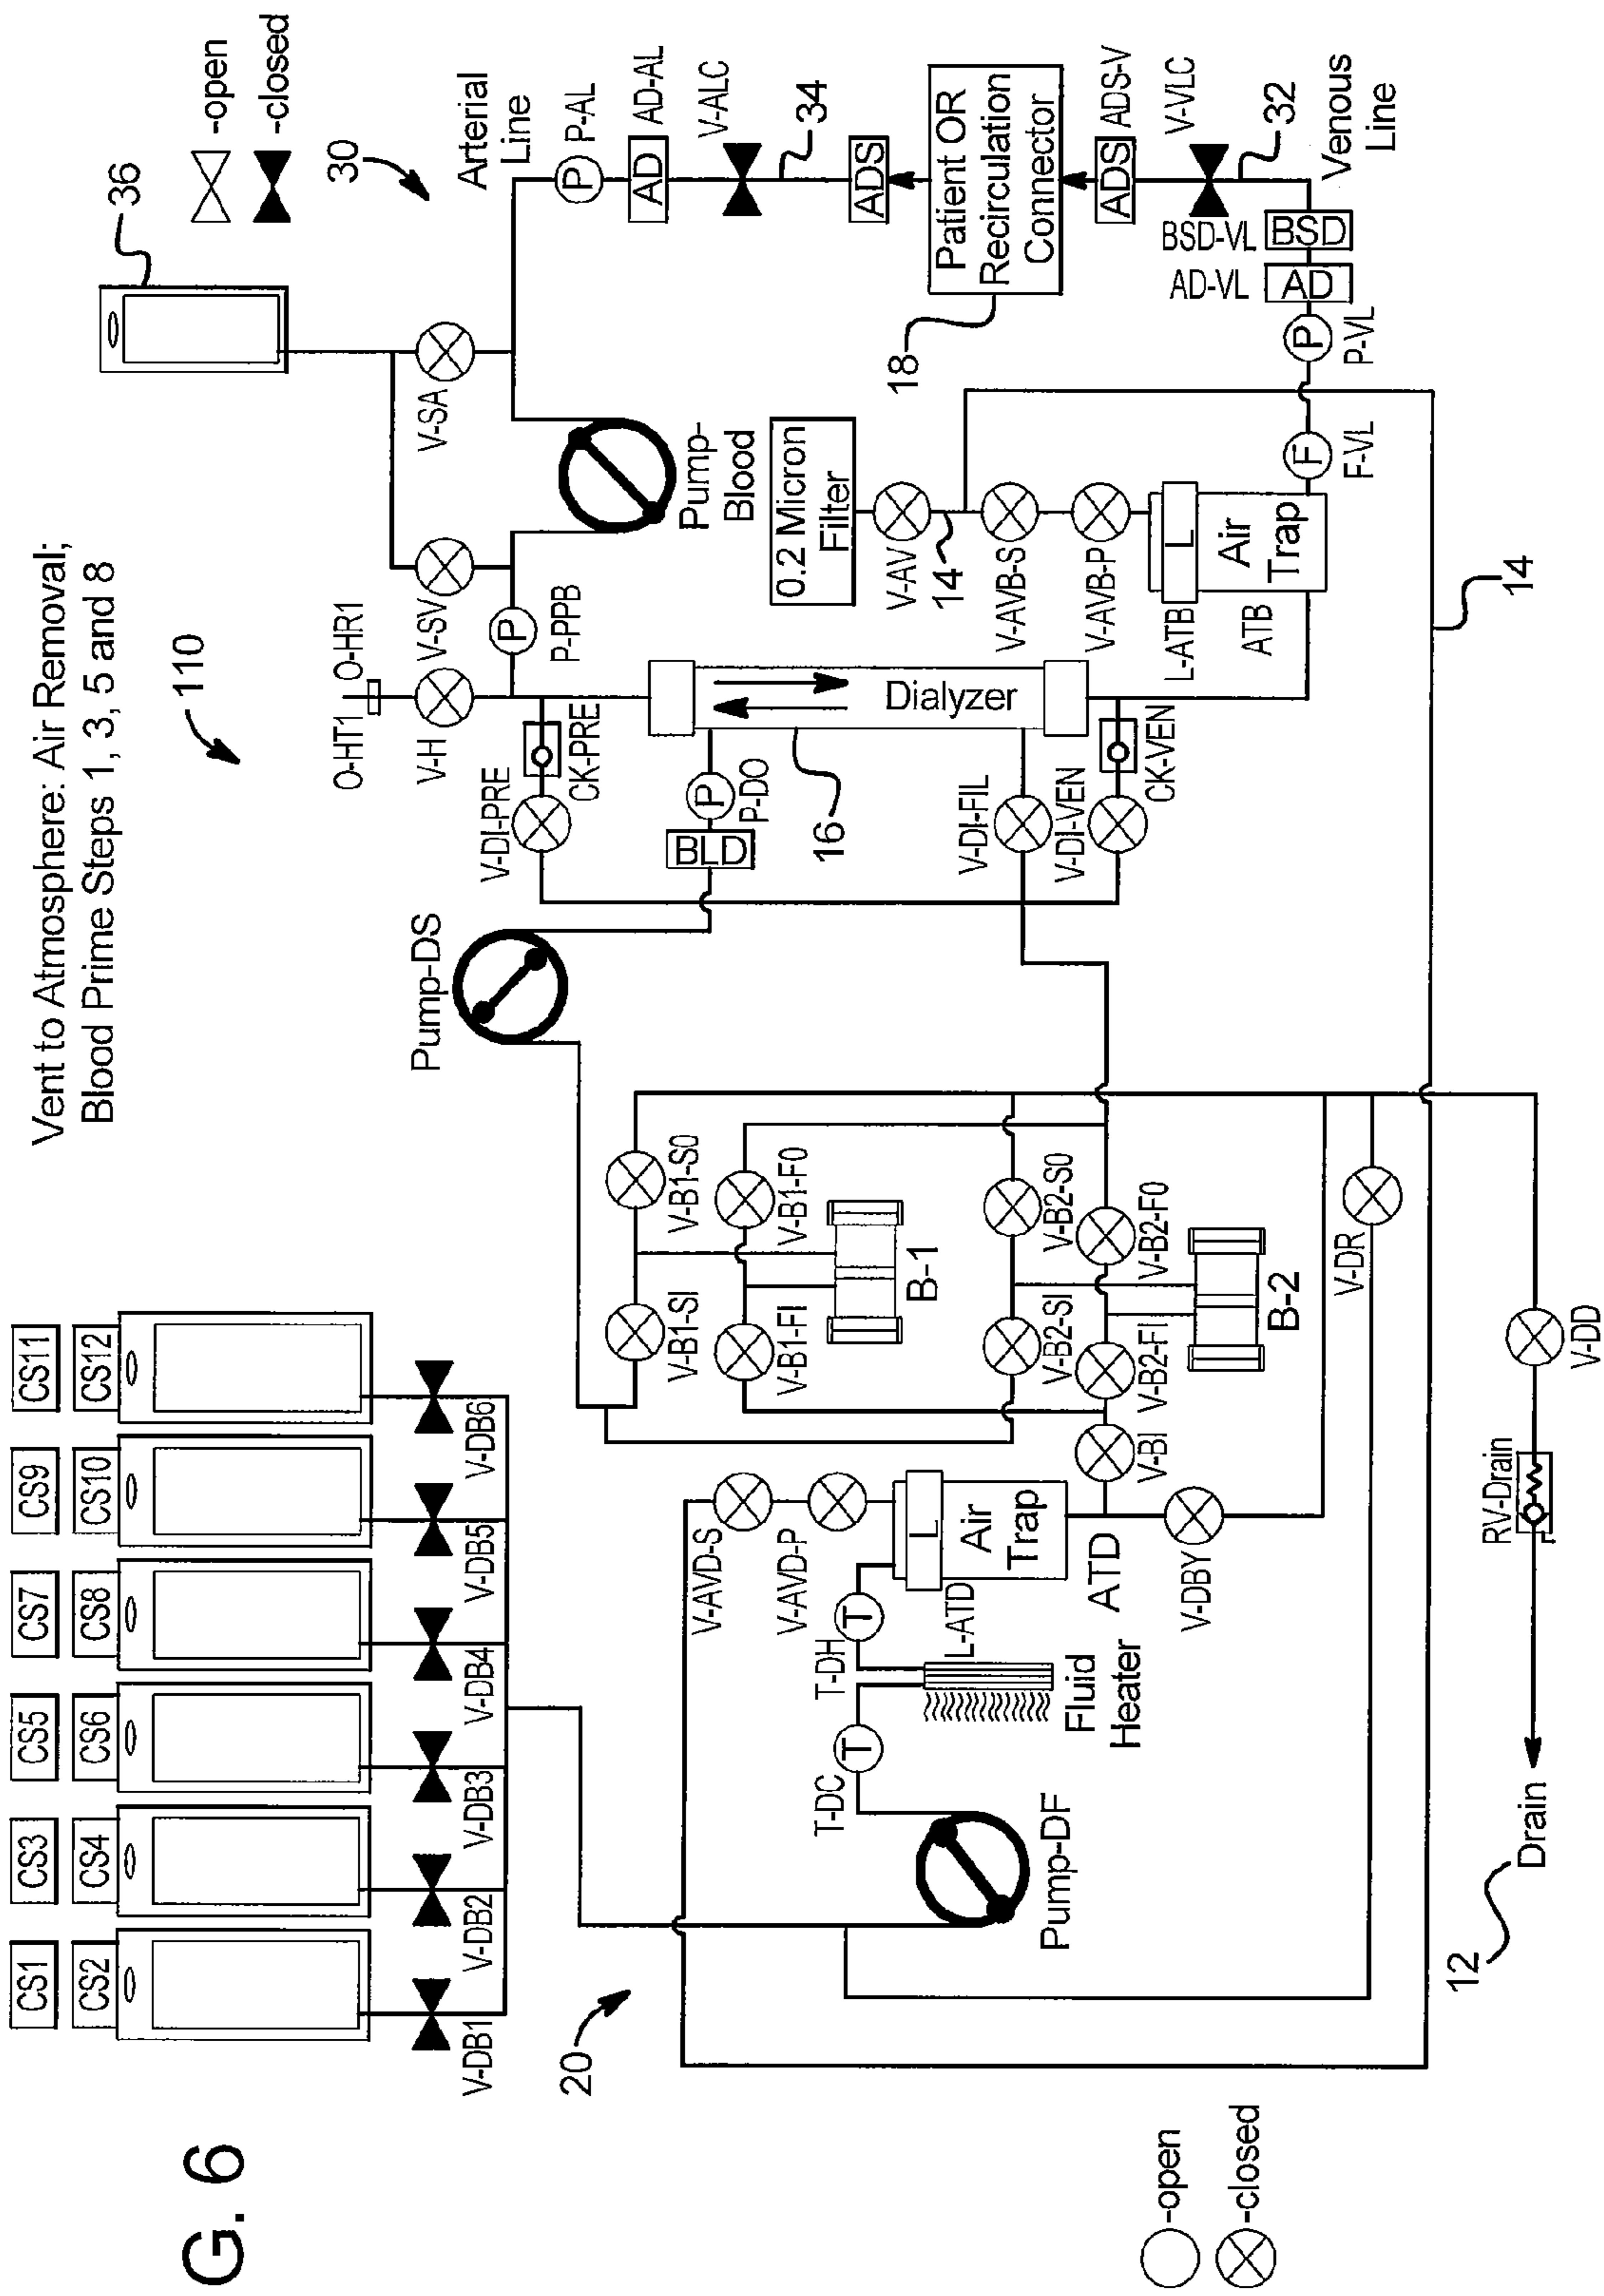 G. 6
Vent to Atmosphere: Air Removal;
Blood Prime Steps 1, 3, 5 and 8
110
-open
-closed
-open
-closed
20
30
36
CS1
CS2
CS3
CS4
CS5
CS6
CS7
CS8
CS9
CS10
CS11
CS12
V-DB1
V-DB2
V-DB3
V-DB4
V-DB5
V-DB6
Pump-DS
O-HT1
O-HR1
V-H
V-SV
V-SA
P
P-PPB
Pump-
Blood
Arterial
Line
P
P-AL
AD
AD-AL
V-ALC
34
ADS
Patient OR
Recirculation
Connector
18
ADS
ADS-V
V-VLC
32
Venous
Line
BSD-VL
BSD
AD-VL
AD
P
P-VL
F
F-VL
0.2 Micron
Filter
V-AV
14
V-AVB-S
V-AVB-P
L-ATB
L
Air
Trap
ATB
14
V-DI-PRE
CK-PRE
Dialyzer
16
BLD
P
P-DO
V-DI-FIL
V-DI-VEN
CK-VEN
V-B1-SI
V-B1-S0
V-B1-FI
V-B1-F0
B-1
V-B2-SI
V-B2-S0
V-B2-FI
V-B2-F0
B-2
V-BI
V-AVD-S
V-AVD-P
L
Air
Trap
L-ATD
ATD
T
T-DH
T
T-DC
Fluid
Heater
Pump-DF
V-DBY
V-DR
V-DD
RV-Drain
Drain
12